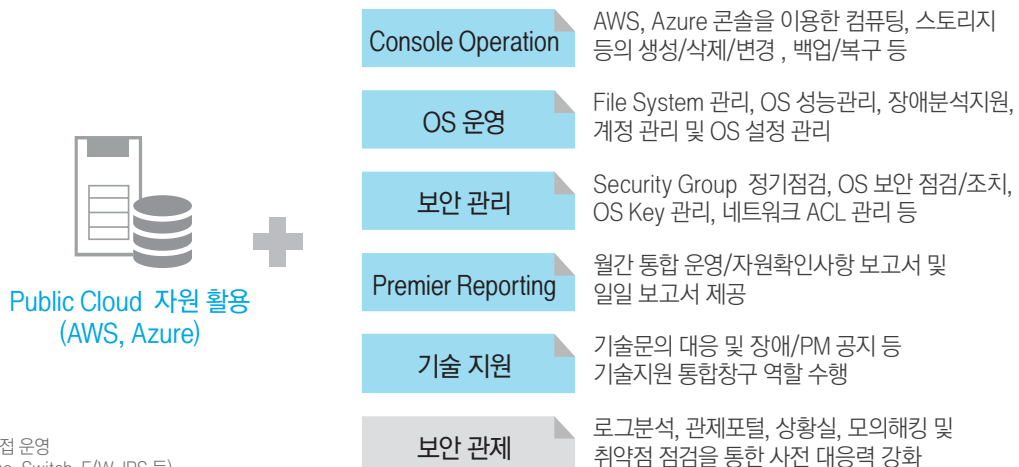 Console Operation
AWS, Azure 콘솔을 이용한 컴퓨팅, 스토리지
등의 생성/삭제/변경 , 백업/복구 등
OS 운영
File System 관리, OS 성능관리, 장애분석지원,
계정 관리 및 OS 설정 관리
보안 관리
Security Group 정기점검, OS 보안 점검/조치,
OS Key 관리, 네트워크 ACL 관리 등
Premier Reporting
월간 통합 운영/자원확인사항 보고서 및
일일 보고서 제공
Public Cloud 자원 활용
(AWS, Azure)
기술 지원
기술문의 대응 및 장애/PM 공지 등
기술지원 통합창구 역할 수행
보안 관제
로그분석, 관제포털, 상황실, 모의해킹 및
취약점 점검을 통한 사전 대응력 강화
운영
Switch, F/W, IPS 등)